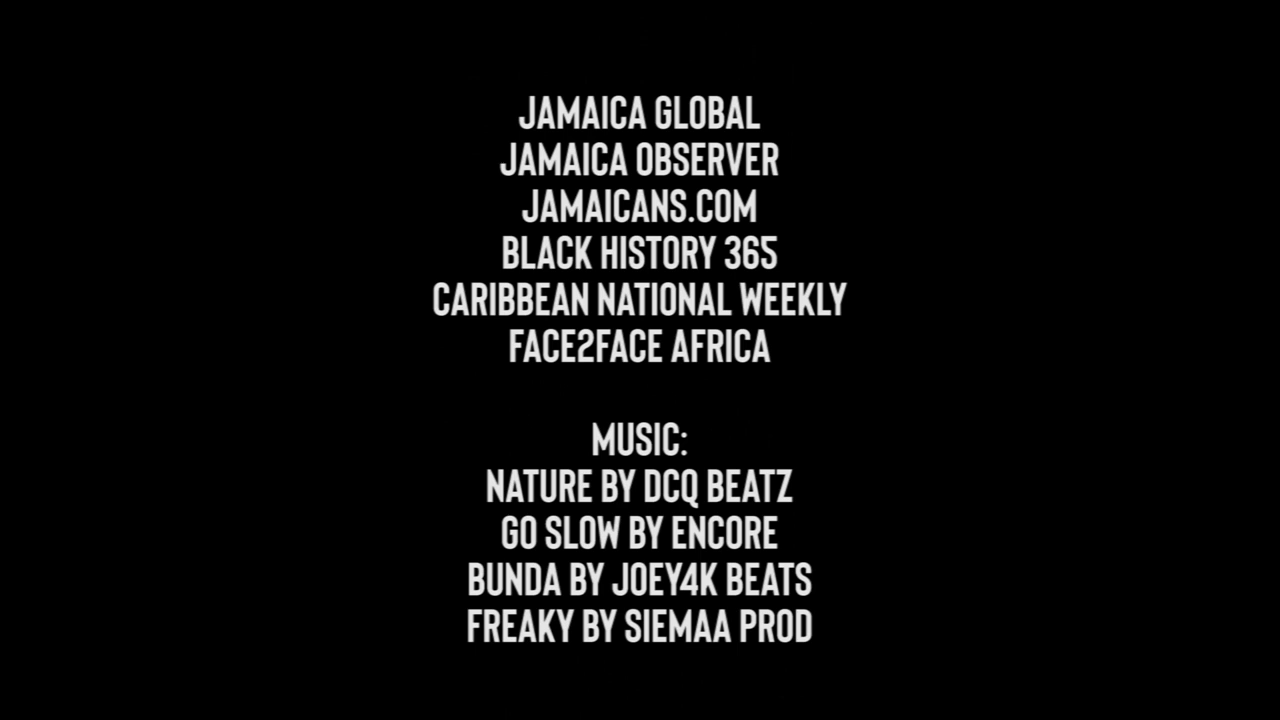 JAMAICA GLOBAL
JAMAICA OBSERVER
JAMAICANS.COM
BLACK HISTORY 365
CARIBBEAN NATIONAL WEEKLY
FACE2FACE AFRICA
MUSIC:
NATURE BY DCQ BEATZ
GO SLOW BY ENCORE
BUNDA BY JOEY4K BEATS
FREAKY BY SIEMAA PROD